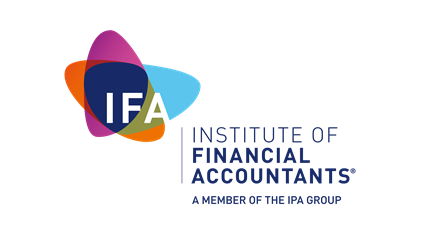 IFA
INSTITUTE OF
FINANCIAL
ACCOUNTANTS®
A MEMBER OF THE IPA GROUP